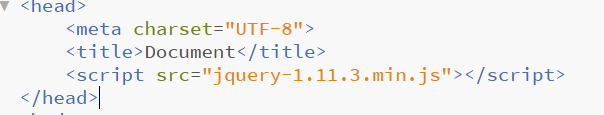 <head>
<meta charset="UTF-8">
<title>Document</title>
<script src="jquery-1.11.3.min.js"></script>
</head>